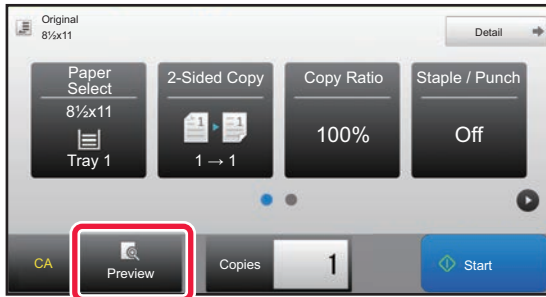 Original
8½x11
Detail
Paper
Select
8½x11
Tray 1
2-Sided Copy
1 → 1
Copy Ratio
100%
Staple / Punch
Off
CA
Preview
Copies
1
Start